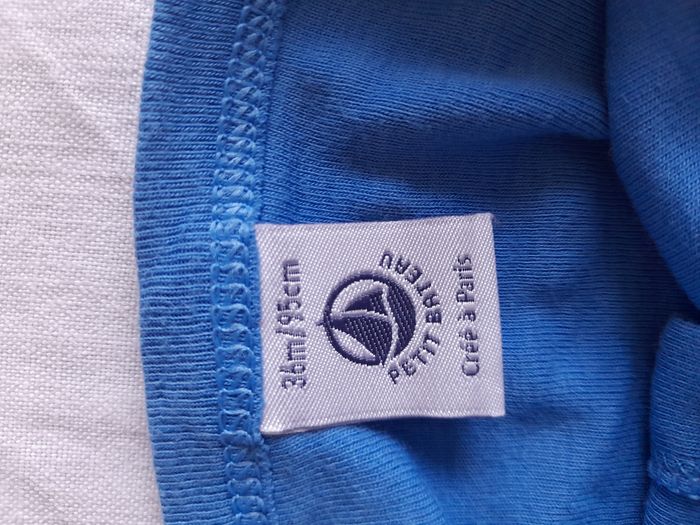 36m/95cm
PETIT BATEAU
Créé à Paris